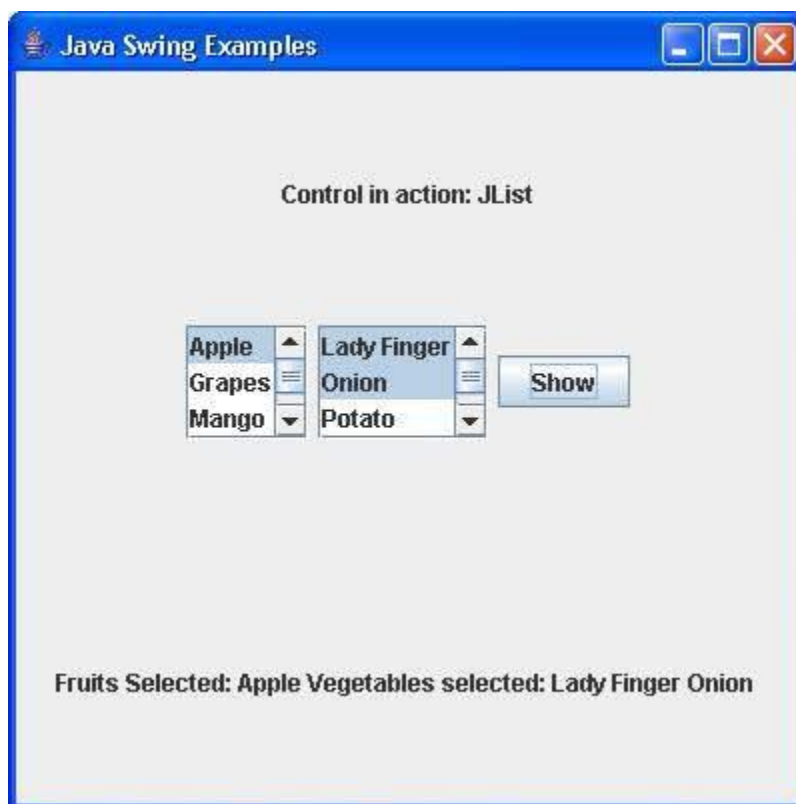 Java Swing Examples
Control in action: JList
Apple
Grapes
Mango
Lady Finger
Onion
Potato
Show
Fruits Selected: Apple Vegetables selected: Lady Finger Onion